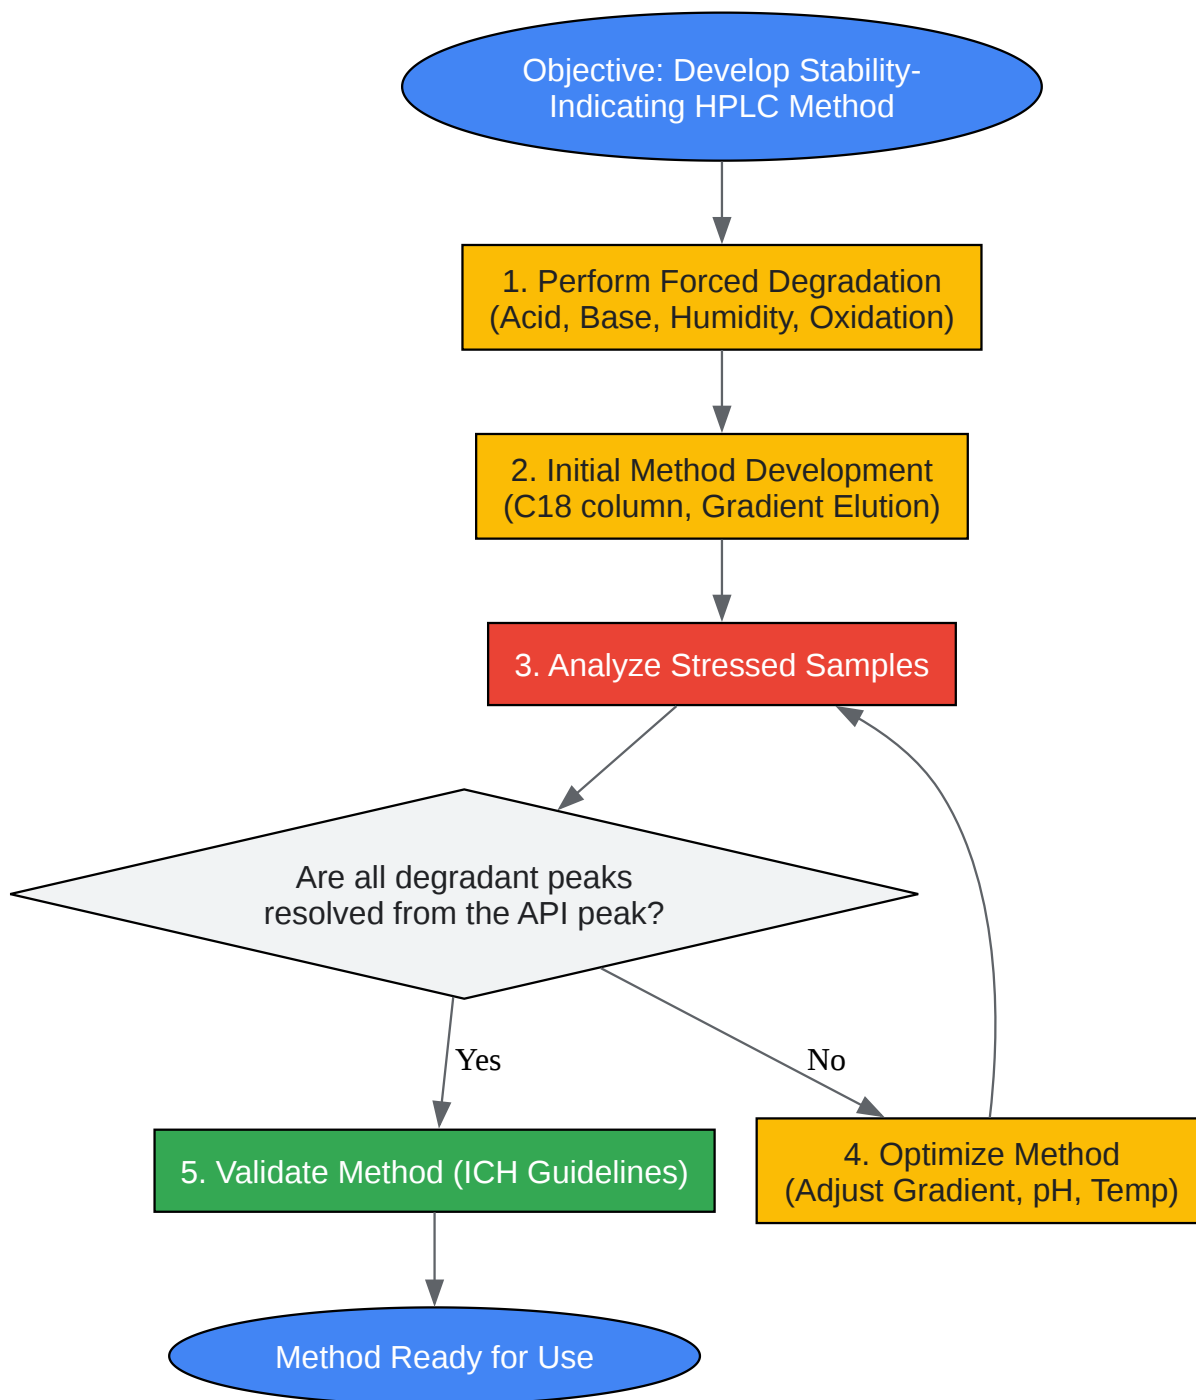 Objective: Develop Stability-
Indicating HPLC Method
1. Perform Forced Degradation
(Acid, Base, Humidity, Oxidation)
2. Initial Method Development
(C18 column, Gradient Elution)
3. Analyze Stressed Samples
Are all degradant peaks
resolved from the API peak?
Yes
No
4. Optimize Method
(Adjust Gradient, pH, Temp)
5. Validate Method (ICH Guidelines)
Method Ready for Use